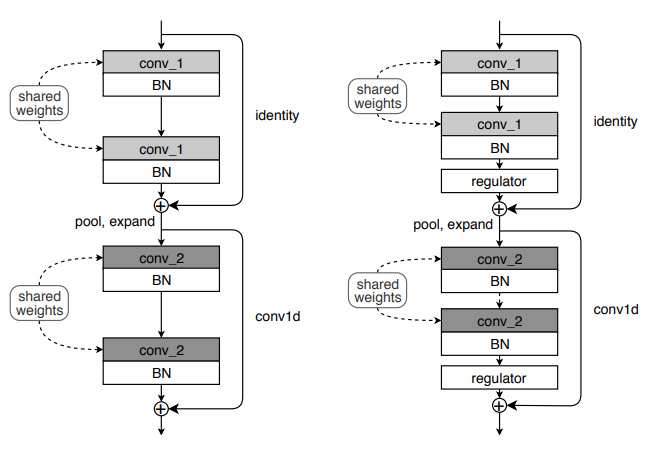 conv_1
BN
shared
weights
identity
conv_1
BN
pool, expand
conv_2
BN
shared
weights
conv1d
conv_2
BN
conv_1
BN
shared
weights
identity
conv_1
BN
regulator
pool, expand
conv_2
BN
shared
weights
conv1d
conv_2
BN
regulator